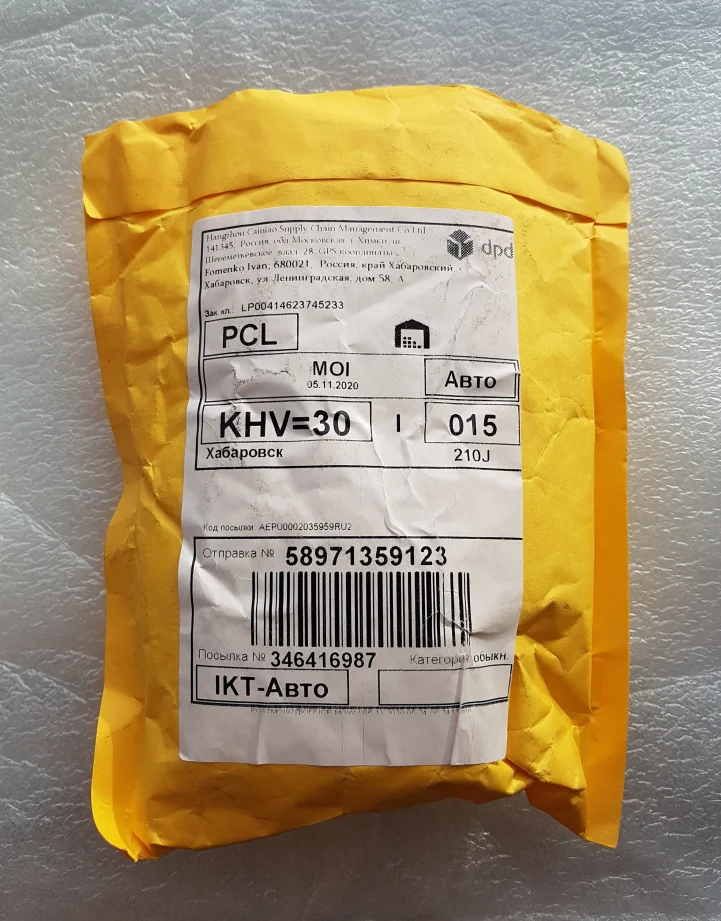 Hangzhou Cainiao Supply Chain Management Co Ltd
dpd
141345, Россия, обл Московская, г. Химки, ш.
Шереметьевское, влад. 28, GPS координаты
Fomenko Ivan; 680021, Россия, край Хабаровский,
Хабаровск, ул Ленинградская, дом 58, А
Зак. кл.: LP00414623745233
PCL
MOI
05.11.2020
Авто
KHV=30 I 015
Хабаровск 210J
Код посылки AEPU0002035959RU2
Отправка № 58971359123
Посылка № 346416987 Категория обыкн.
IKT-Авто